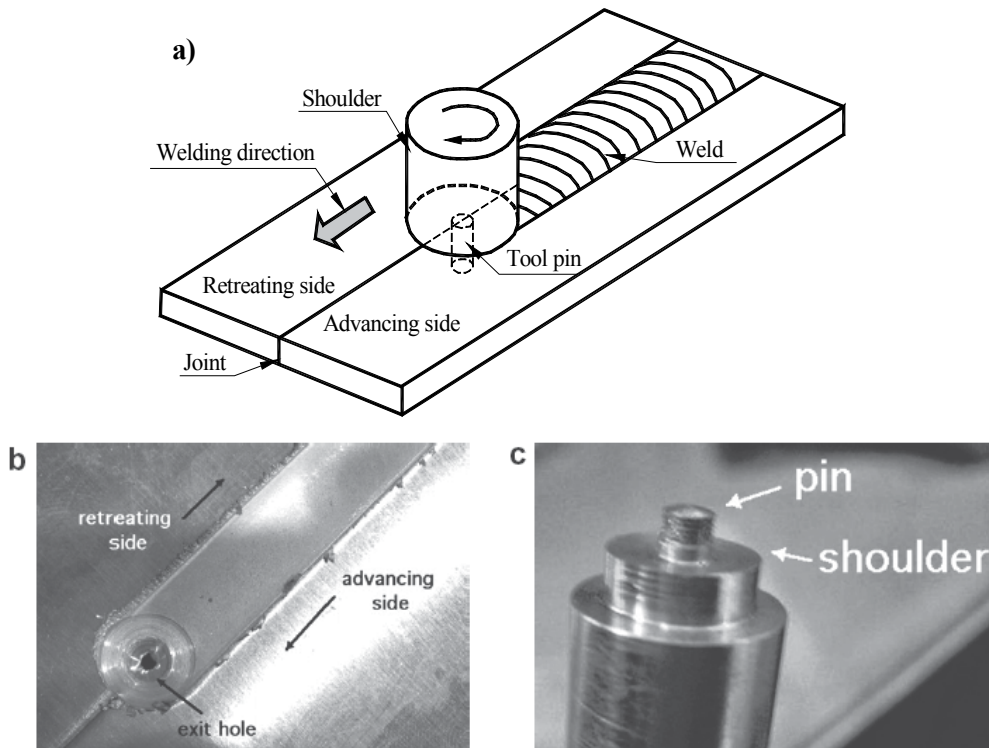 a)
Shoulder
Welding direction
Weld
Tool pin
Retreating side
Advancing side
Joint
b
retreating
side
advancing
side
exit hole
c
pin
shoulder